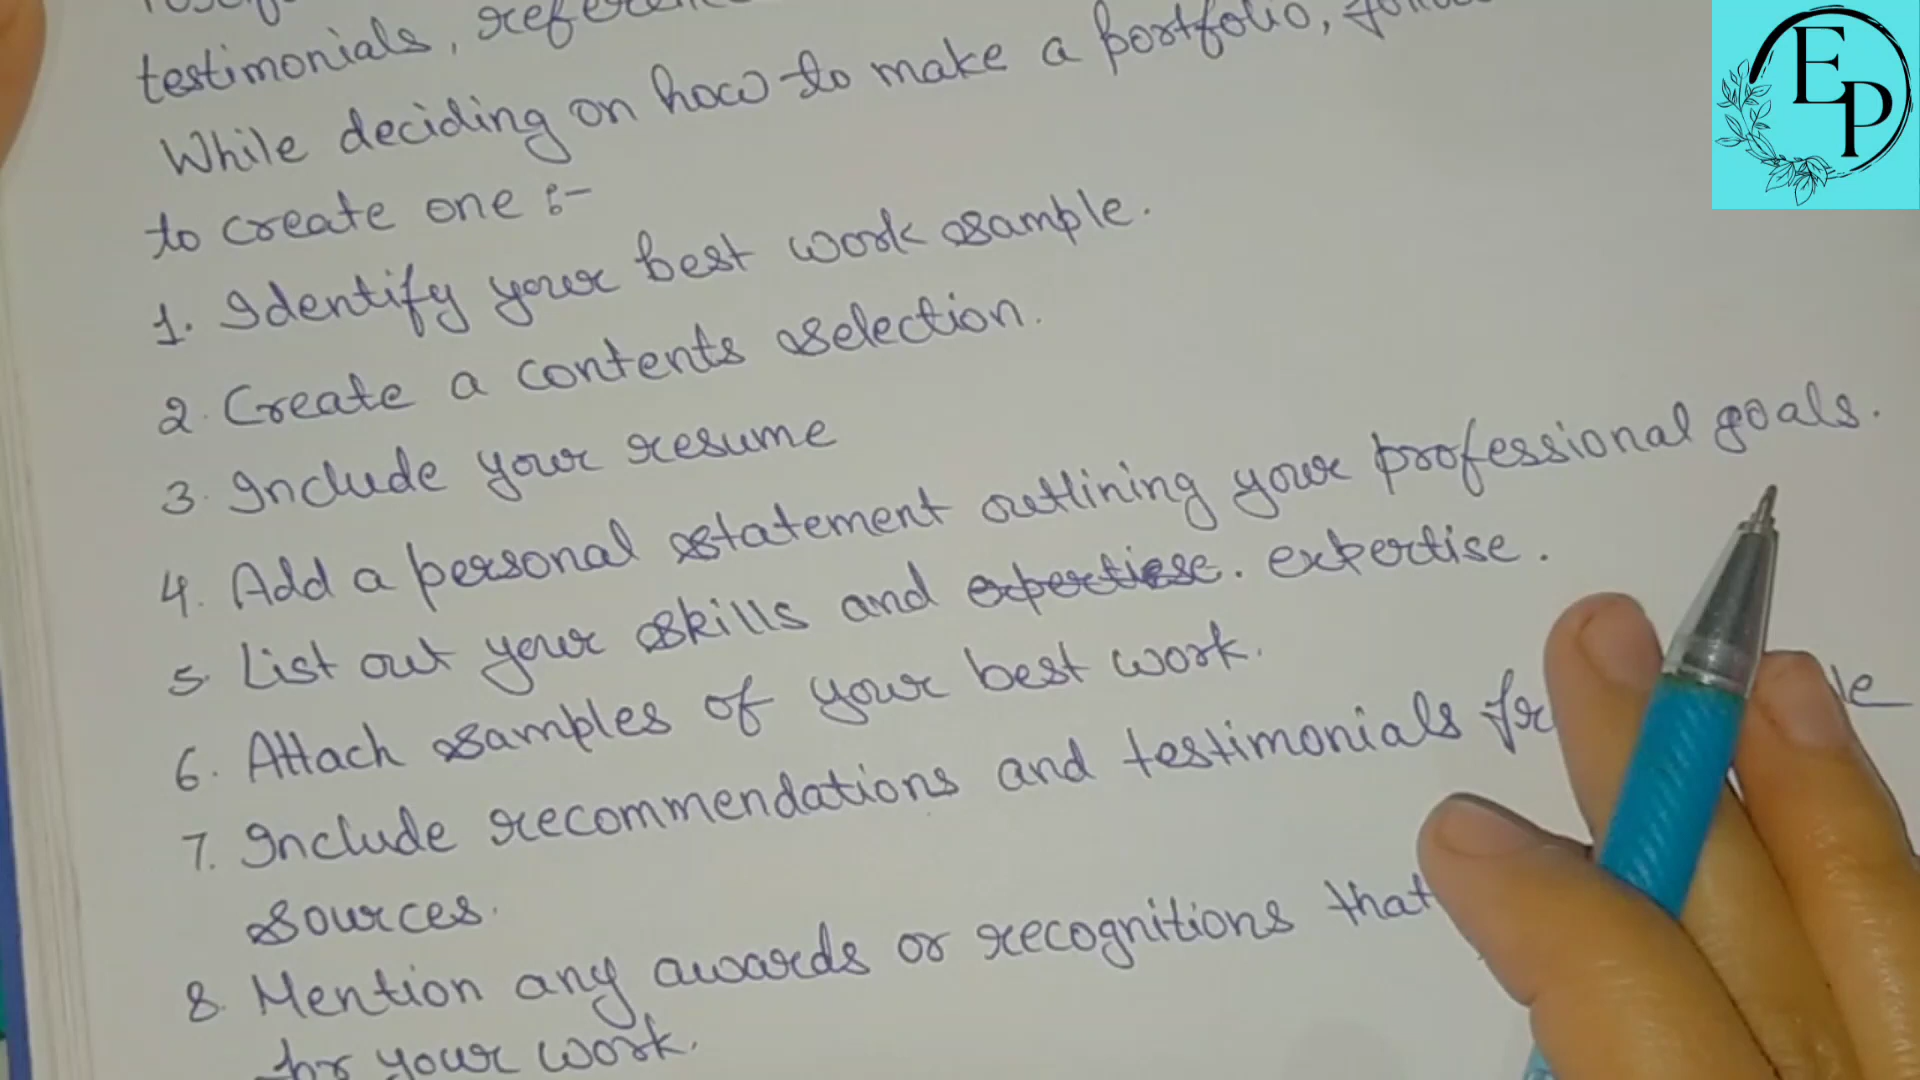 testimonials,
While deciding on how to make a portfolio,
to create one :-
1. Identify your best work sample.
2. Create a contents selection.
3. Include your resume
4. Add a personal statement outlining your professional goals.
5. List out your skills and expertise. expertise.
6. Attach samples of your best work.
7. Include recommendations and testimonials
sources.
8. Mention any awards or recognitions that
for your work.
EP